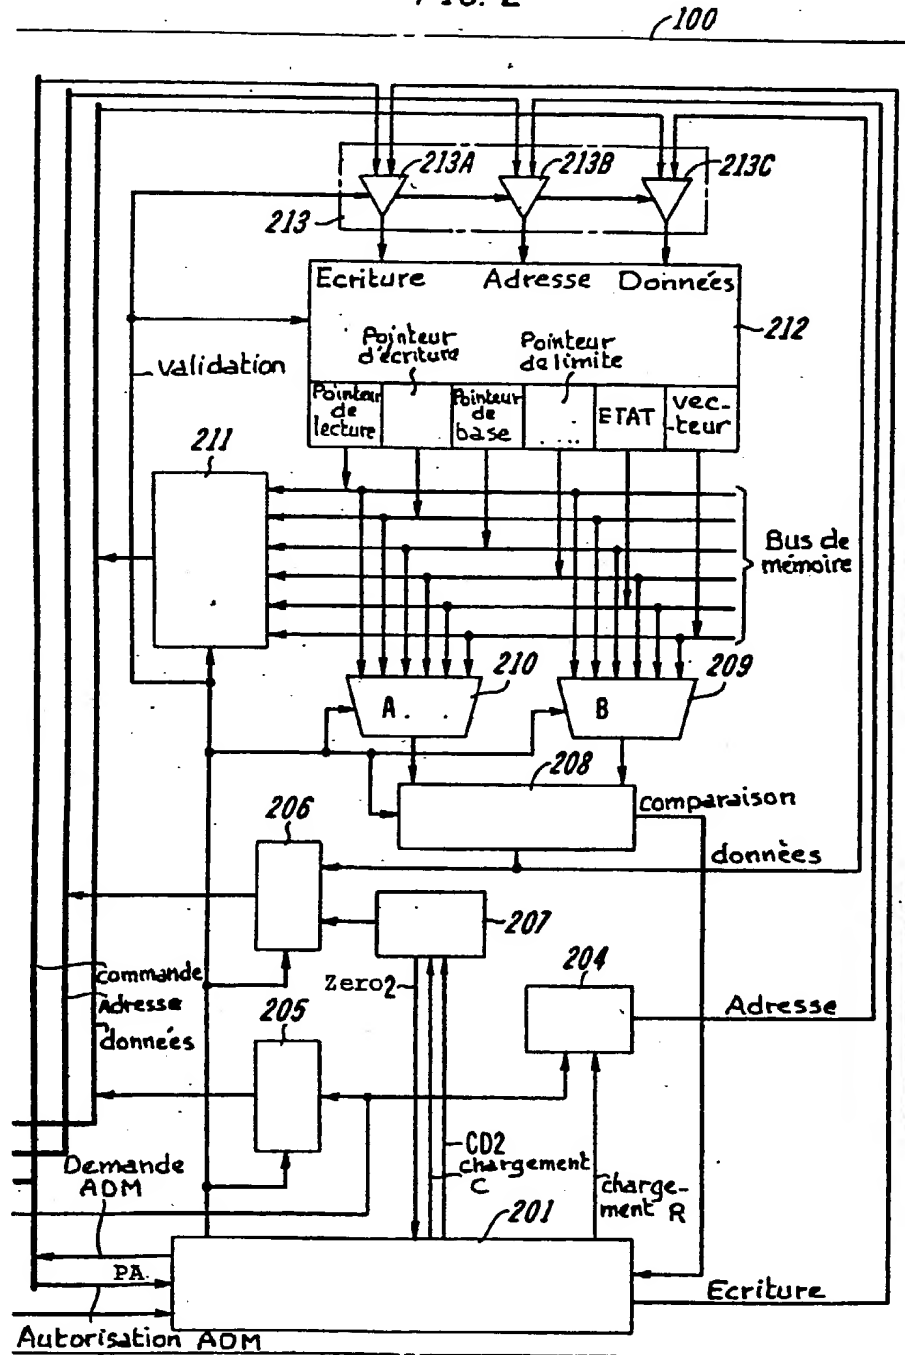 FIG. 2
100
213A
213B
213C
213
Ecriture Adresse Données
212
Pointeur
d'écriture
Pointeur
de limite
validation
Pointeur
de
lecture
Pointeur
de
base
ETAT
vec-
-teur
211
Bus de
mémoire
210
209
A
B
208
comparaison
206
données
207
commande
Zero2
204
Adresse
205
Adresse
données
CD2
chargement
C
Demande
ADM
charge-
ment R
201
PA
Ecriture
Autorisation ADM